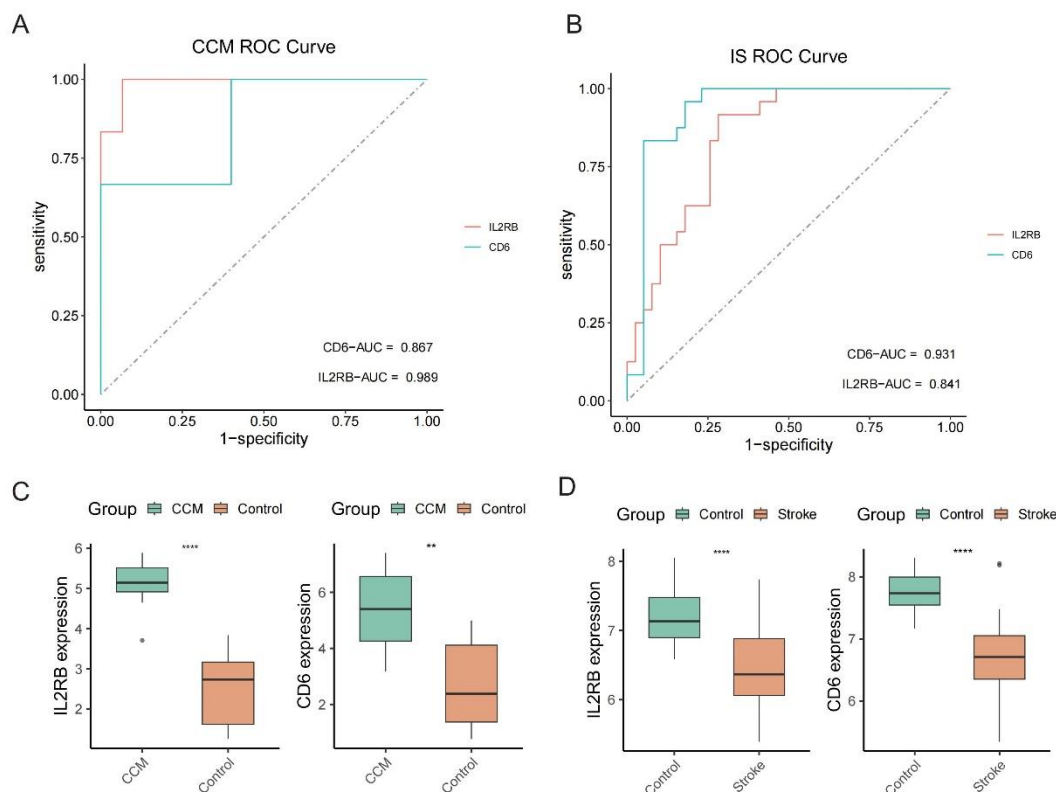 A
CCM ROC Curve
1.00
0.75
0.50
0.25
0.00
sensitivity
0.00 0.25 0.50 0.75 1.00
1−specificity
IL2RB
CD6
CD6−AUC = 0.867
IL2RB−AUC = 0.989
B
IS ROC Curve
1.00
0.75
0.50
0.25
0.00
sensitivity
0.00 0.25 0.50 0.75 1.00
1−specificity
IL2RB
CD6
CD6−AUC = 0.931
IL2RB−AUC = 0.841
C
Group CCM Control
****
6
5
4
3
2
IL2RB expression
CCM Control
Group CCM Control
**
6
4
2
CD6 expression
CCM Control
D
Group Control Stroke
****
8
7
6
IL2RB expression
Control Stroke
Group Control Stroke
****
8
7
6
CD6 expression
Control Stroke